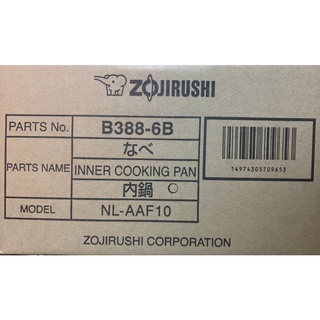 ZOJIRUSHI
PARTS No. B388-6B
なべ
PARTS NAME INNER COOKING PAN
内鍋 ○
MODEL NL-AAF10
T4974305709653
ZOJIRUSHI CORPORATION